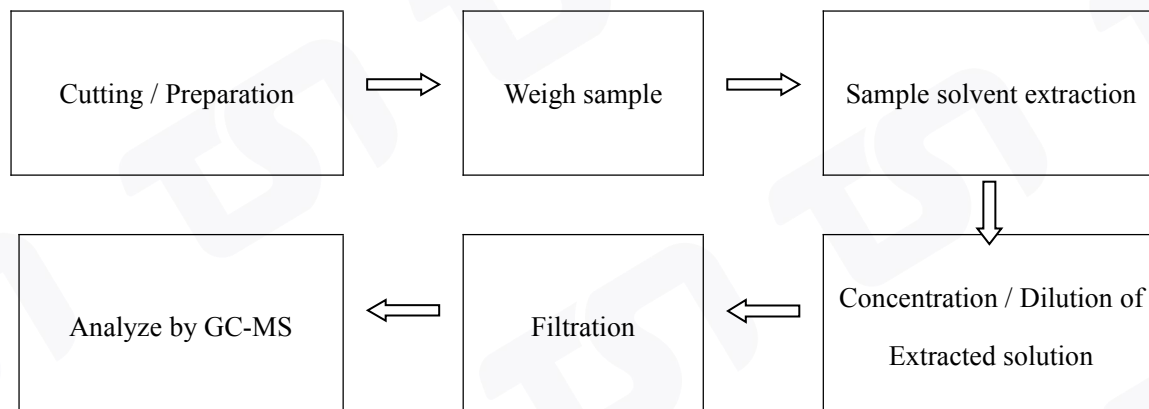 Cutting / Preparation
Weigh sample
Sample solvent extraction
Concentration / Dilution of
Extracted solution
Filtration
Analyze by GC-MS